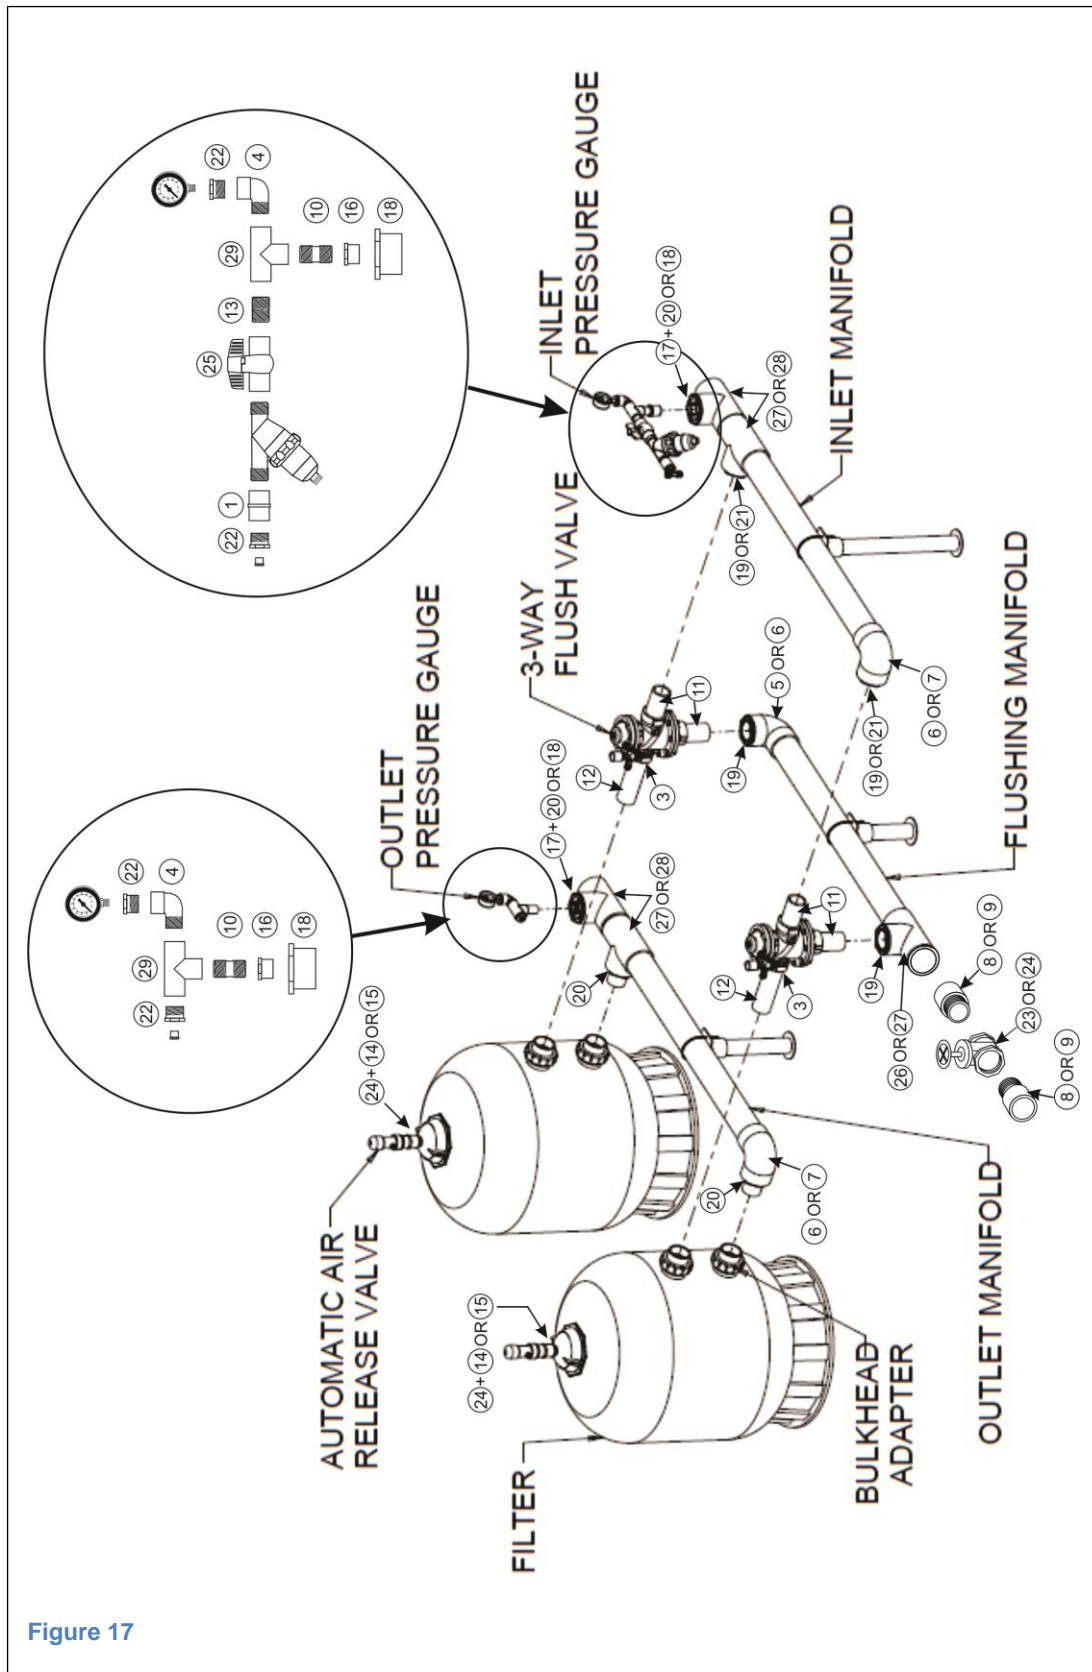 22
4
29
10
16
18
13
25
1
22
INLET
PRESSURE GAUGE
17+20 OR 18
27 OR 28
INLET MANIFOLD
19 OR 21
3-WAY
FLUSH VALVE
11
12
3
19
5 OR 6
6 OR 7
19 OR 21
FLUSHING MANIFOLD
OUTLET
PRESSURE GAUGE
22
4
29
10
16
18
22
17+20 OR 18
27 OR 28
20
11
12
3
19
26 OR 27
8 OR 9
23 OR 24
8 OR 9
24+14 OR 15
AUTOMATIC AIR
RELEASE VALVE
20
6 OR 7
OUTLET MANIFOLD
24+14 OR 15
FILTER
BULKHEAD
ADAPTER
Figure 17